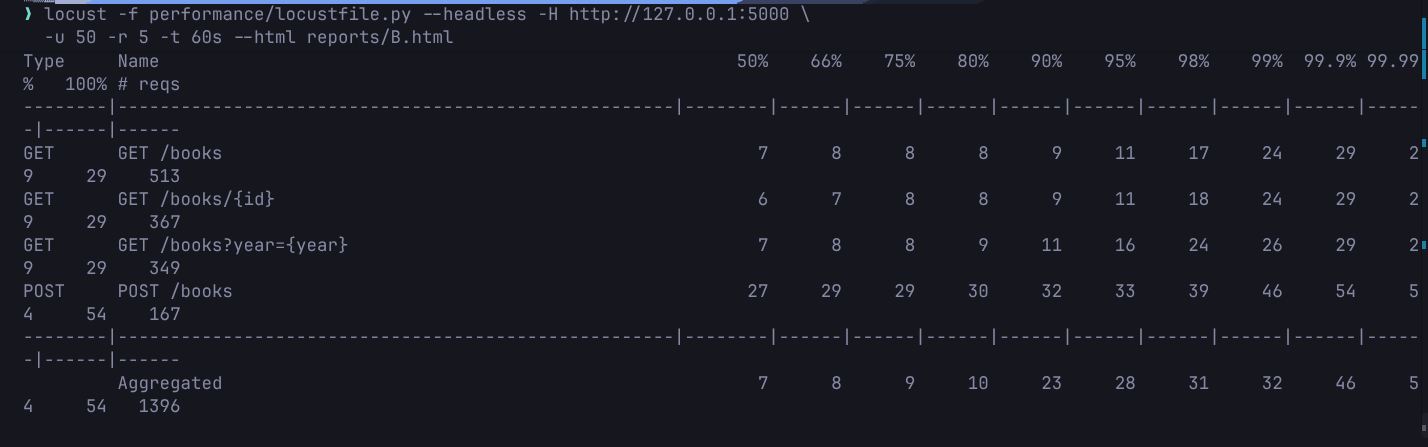 ❯ locust -f performance/locustfile.py --headless -H http://127.0.0.1:5000 \
  -u 50 -r 5 -t 60s --html reports/B.html
Type     Name                                                       50%    66%    75%    80%    90%    95%    98%    99%  99.9% 99.99
%   100% # reqs
--------|-----------------------------------------------------|--------|------|------|------|------|------|------|------|------|-----
-|------|------
GET      GET /books                                                   7      8      8      8      9     11     17     24     29     2
9     29    513
GET      GET /books/{id}                                              6      7      8      8      9     11     18     24     29     2
9     29    367
GET      GET /books?year={year}                                       7      8      8      9     11     16     24     26     29     2
9     29    349
POST     POST /books                                                 27     29     29     30     32     33     39     46     54     5
4     54    167
--------|-----------------------------------------------------|--------|------|------|------|------|------|------|------|------|-----
-|------|------
         Aggregated                                                   7      8      9     10     23     28     31     32     46     5
4     54   1396